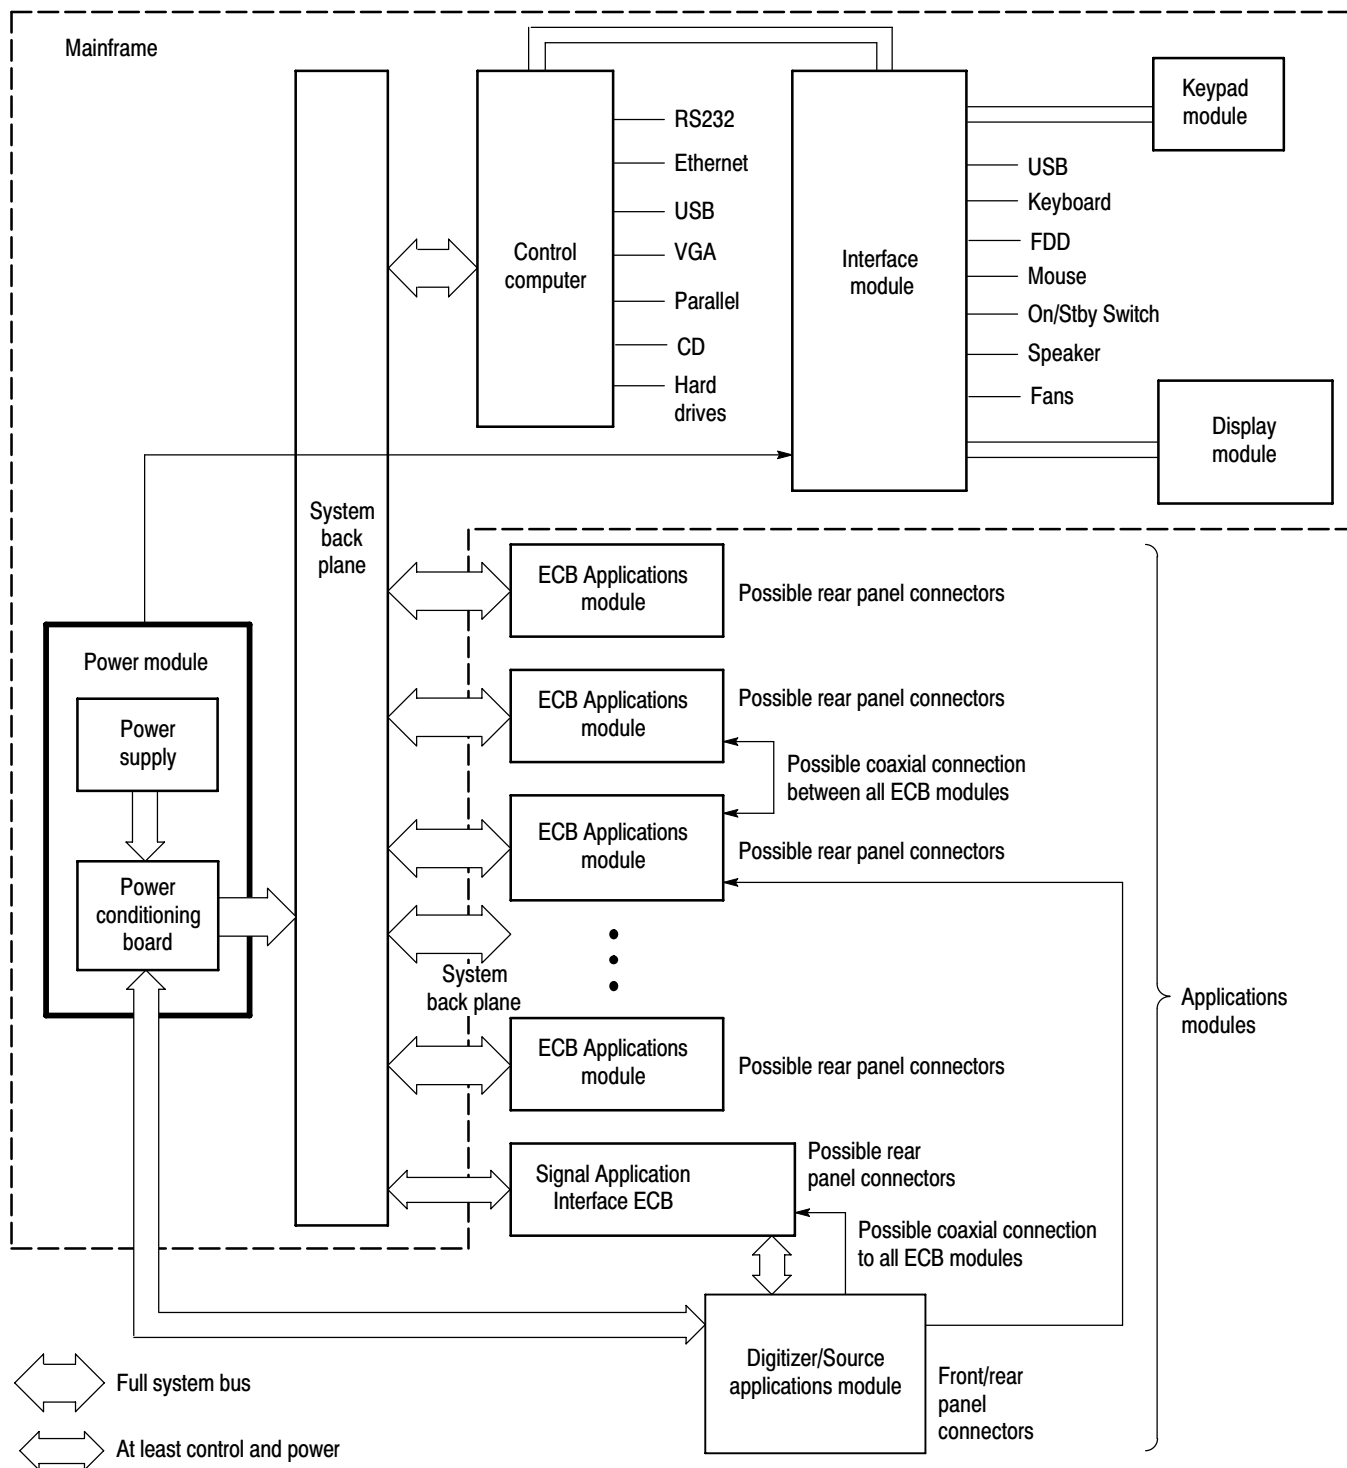 Mainframe
Keypad
module
RS232
Ethernet
USB
VGA
Parallel
CD
Hard
drives
Control
computer
Interface
module
USB
Keyboard
FDD
Mouse
On/Stby Switch
Speaker
Fans
Display
module
System
back
plane
ECB Applications
module
Possible rear panel connectors
Power module
Power
supply
ECB Applications
module
Possible rear panel connectors
Possible coaxial connection
between all ECB modules
ECB Applications
module
Possible rear panel connectors
Power
conditioning
board
System
back plane
Applications
modules
ECB Applications
module
Possible rear panel connectors
Signal Application
Interface ECB
Possible rear
panel connectors
Possible coaxial connection
to all ECB modules
Digitizer/Source
applications module
Front/rear
panel
connectors
Full system bus
At least control and power